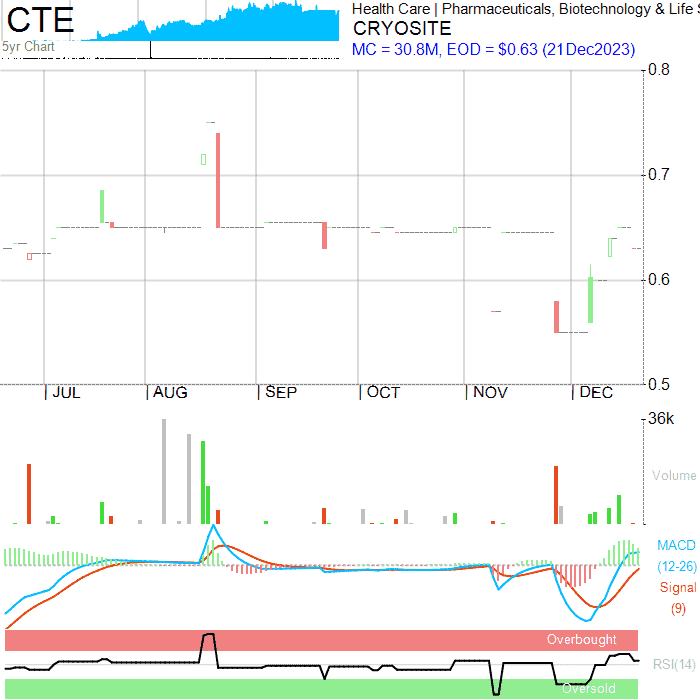 CTE
5yr Chart
Health Care | Pharmaceuticals, Biotechnology & Life S
CRYOSITE
MC = 30.8M, EOD = $0.63 (21Dec2023)
0.8
0.7
0.6
0.5
JUL
AUG
SEP
OCT
NOV
DEC
36k
Volume
MACD
(12-26)
Signal
(9)
Overbought
RSI(14)
Oversold